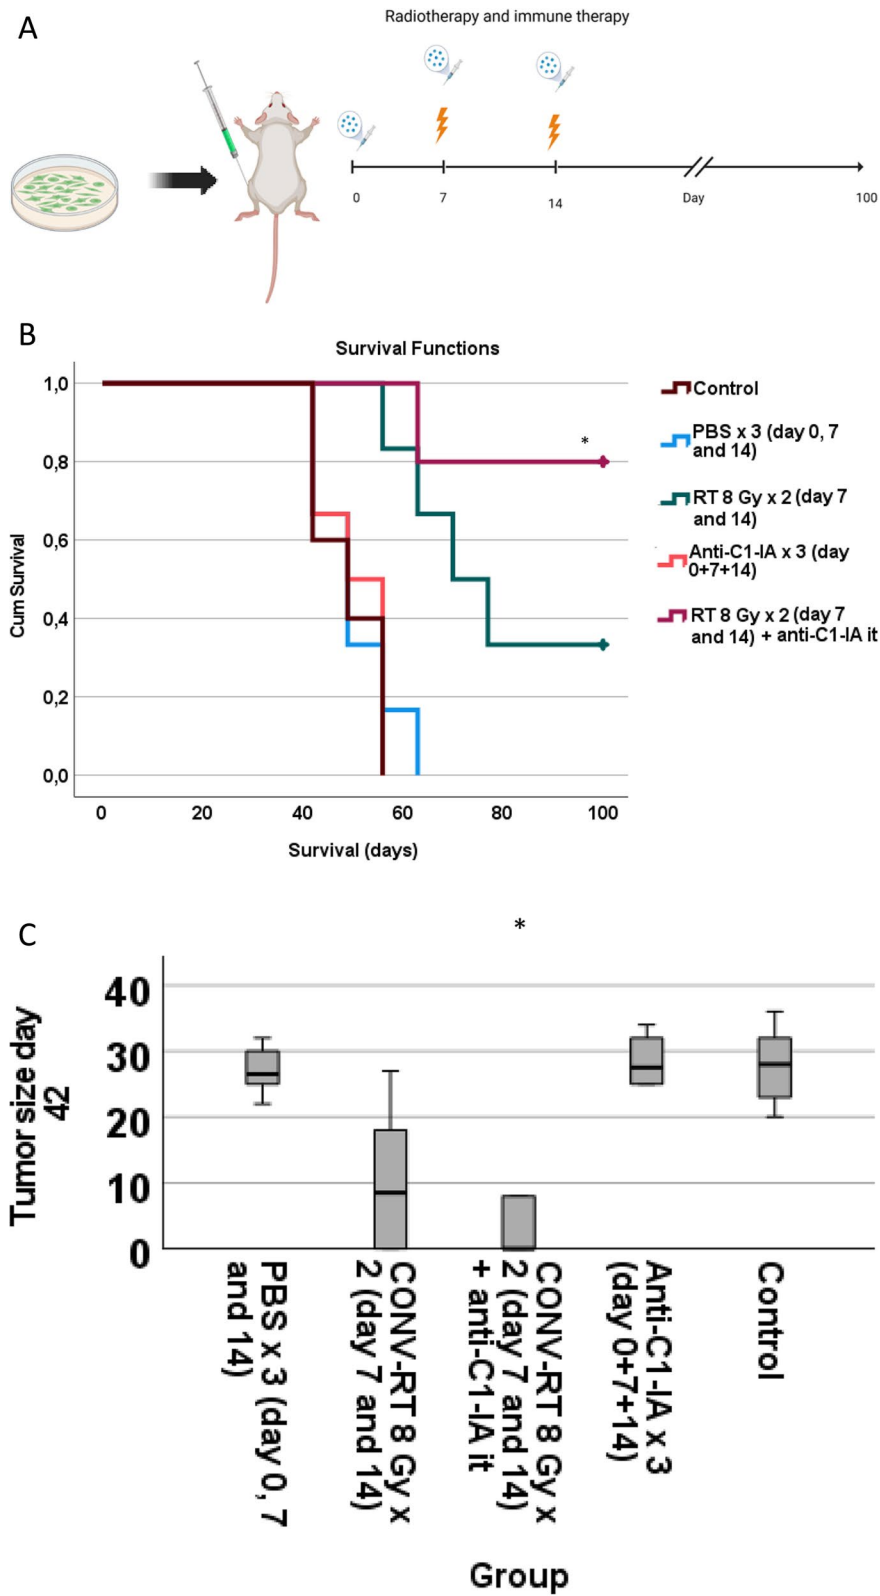 A
Radiotherapy and immune therapy
0
7
14
Day
100
B
Survival Functions
1,0
0,8
0,6
0,4
0,2
0,0
Cum Survival
0
20
40
60
80
100
Survival (days)
*
Control
PBS x 3 (day 0, 7
and 14)
RT 8 Gy x 2 (day 7
and 14)
Anti-C1-IA x 3 (day
0+7+14)
RT 8 Gy x 2 (day 7
and 14) + anti-C1-IA it
C
*
Tumor size day
42
40
30
20
10
0
PBS x 3 (day 0, 7
and 14)
CONV-RT 8 Gy x
2 (day 7 and 14)
CONV-RT 8 Gy x
2 (day 7 and 14)
+ anti-C1-IA it
Anti-C1-IA x 3
(day 0+7+14)
Control
Group